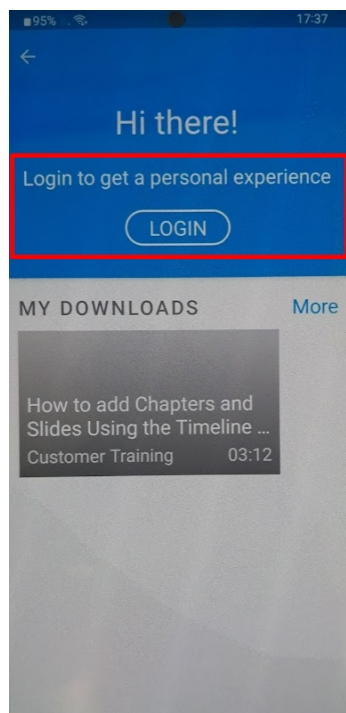 95% 17:37
Hi there!
Login to get a personal experience
LOGIN
MY DOWNLOADS More
How to add Chapters and
Slides Using the Timeline ...
Customer Training 03:12